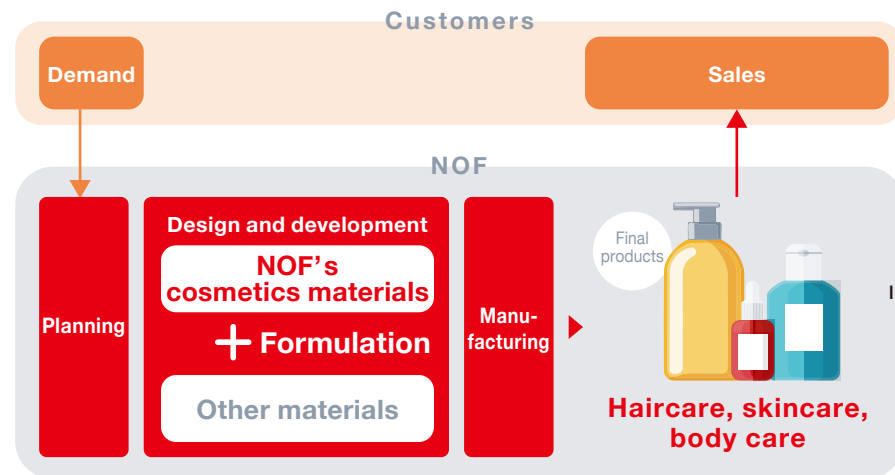 Customers
Demand
Sales
NOF
Planning
Design and development
NOF's
cosmetics materials
+ Formulation
Other materials
Manu-
facturing
Final
products
Haircare, skincare,
body care